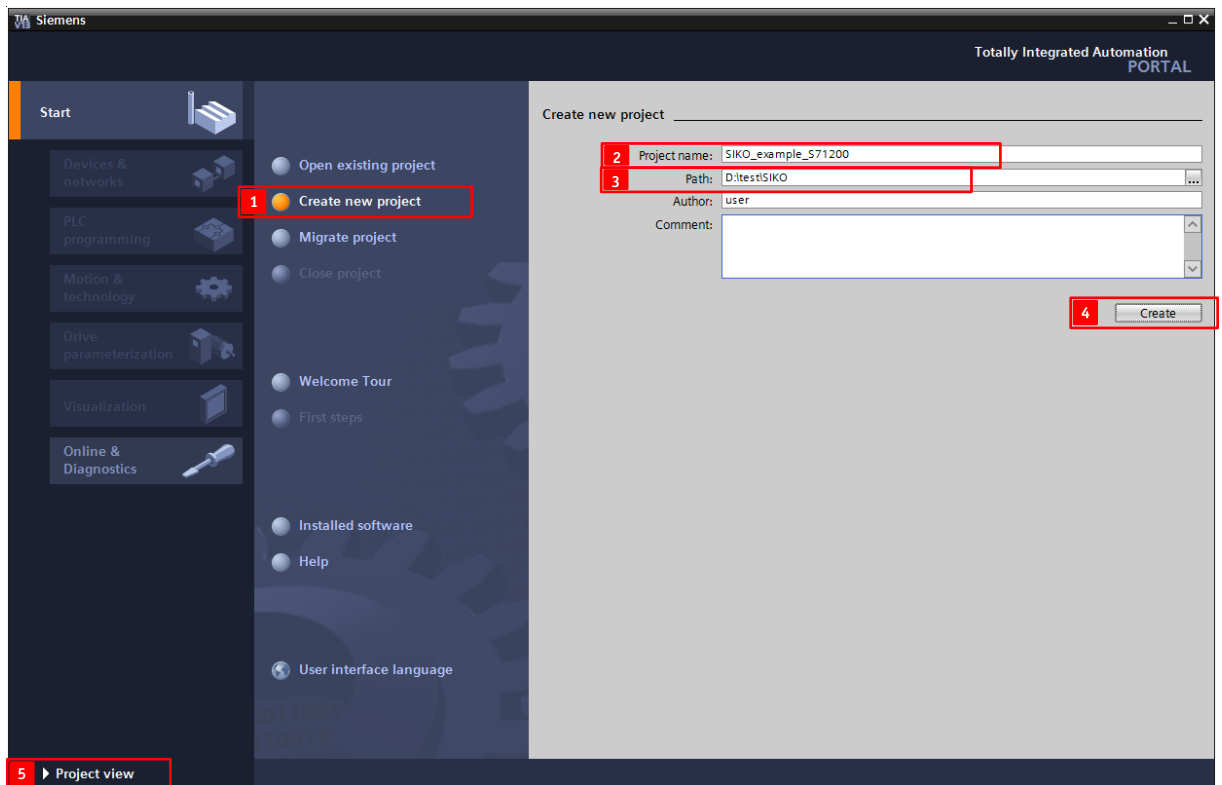 TIA
V13
Siemens
Totally Integrated Automation
PORTAL
Start
Devices &
networks
PLC
programming
Motion &
technology
Drive
parameterization
Visualization
Online &
Diagnostics
Open existing project
1 Create new project
Migrate project
Close project
Welcome Tour
First steps
Installed software
Help
User interface language
Create new project
2 Project name: SIKO_example_S71200
3 Path: D:\test\SIKO ...
Author: user
Comment:
4 Create
5 Project view